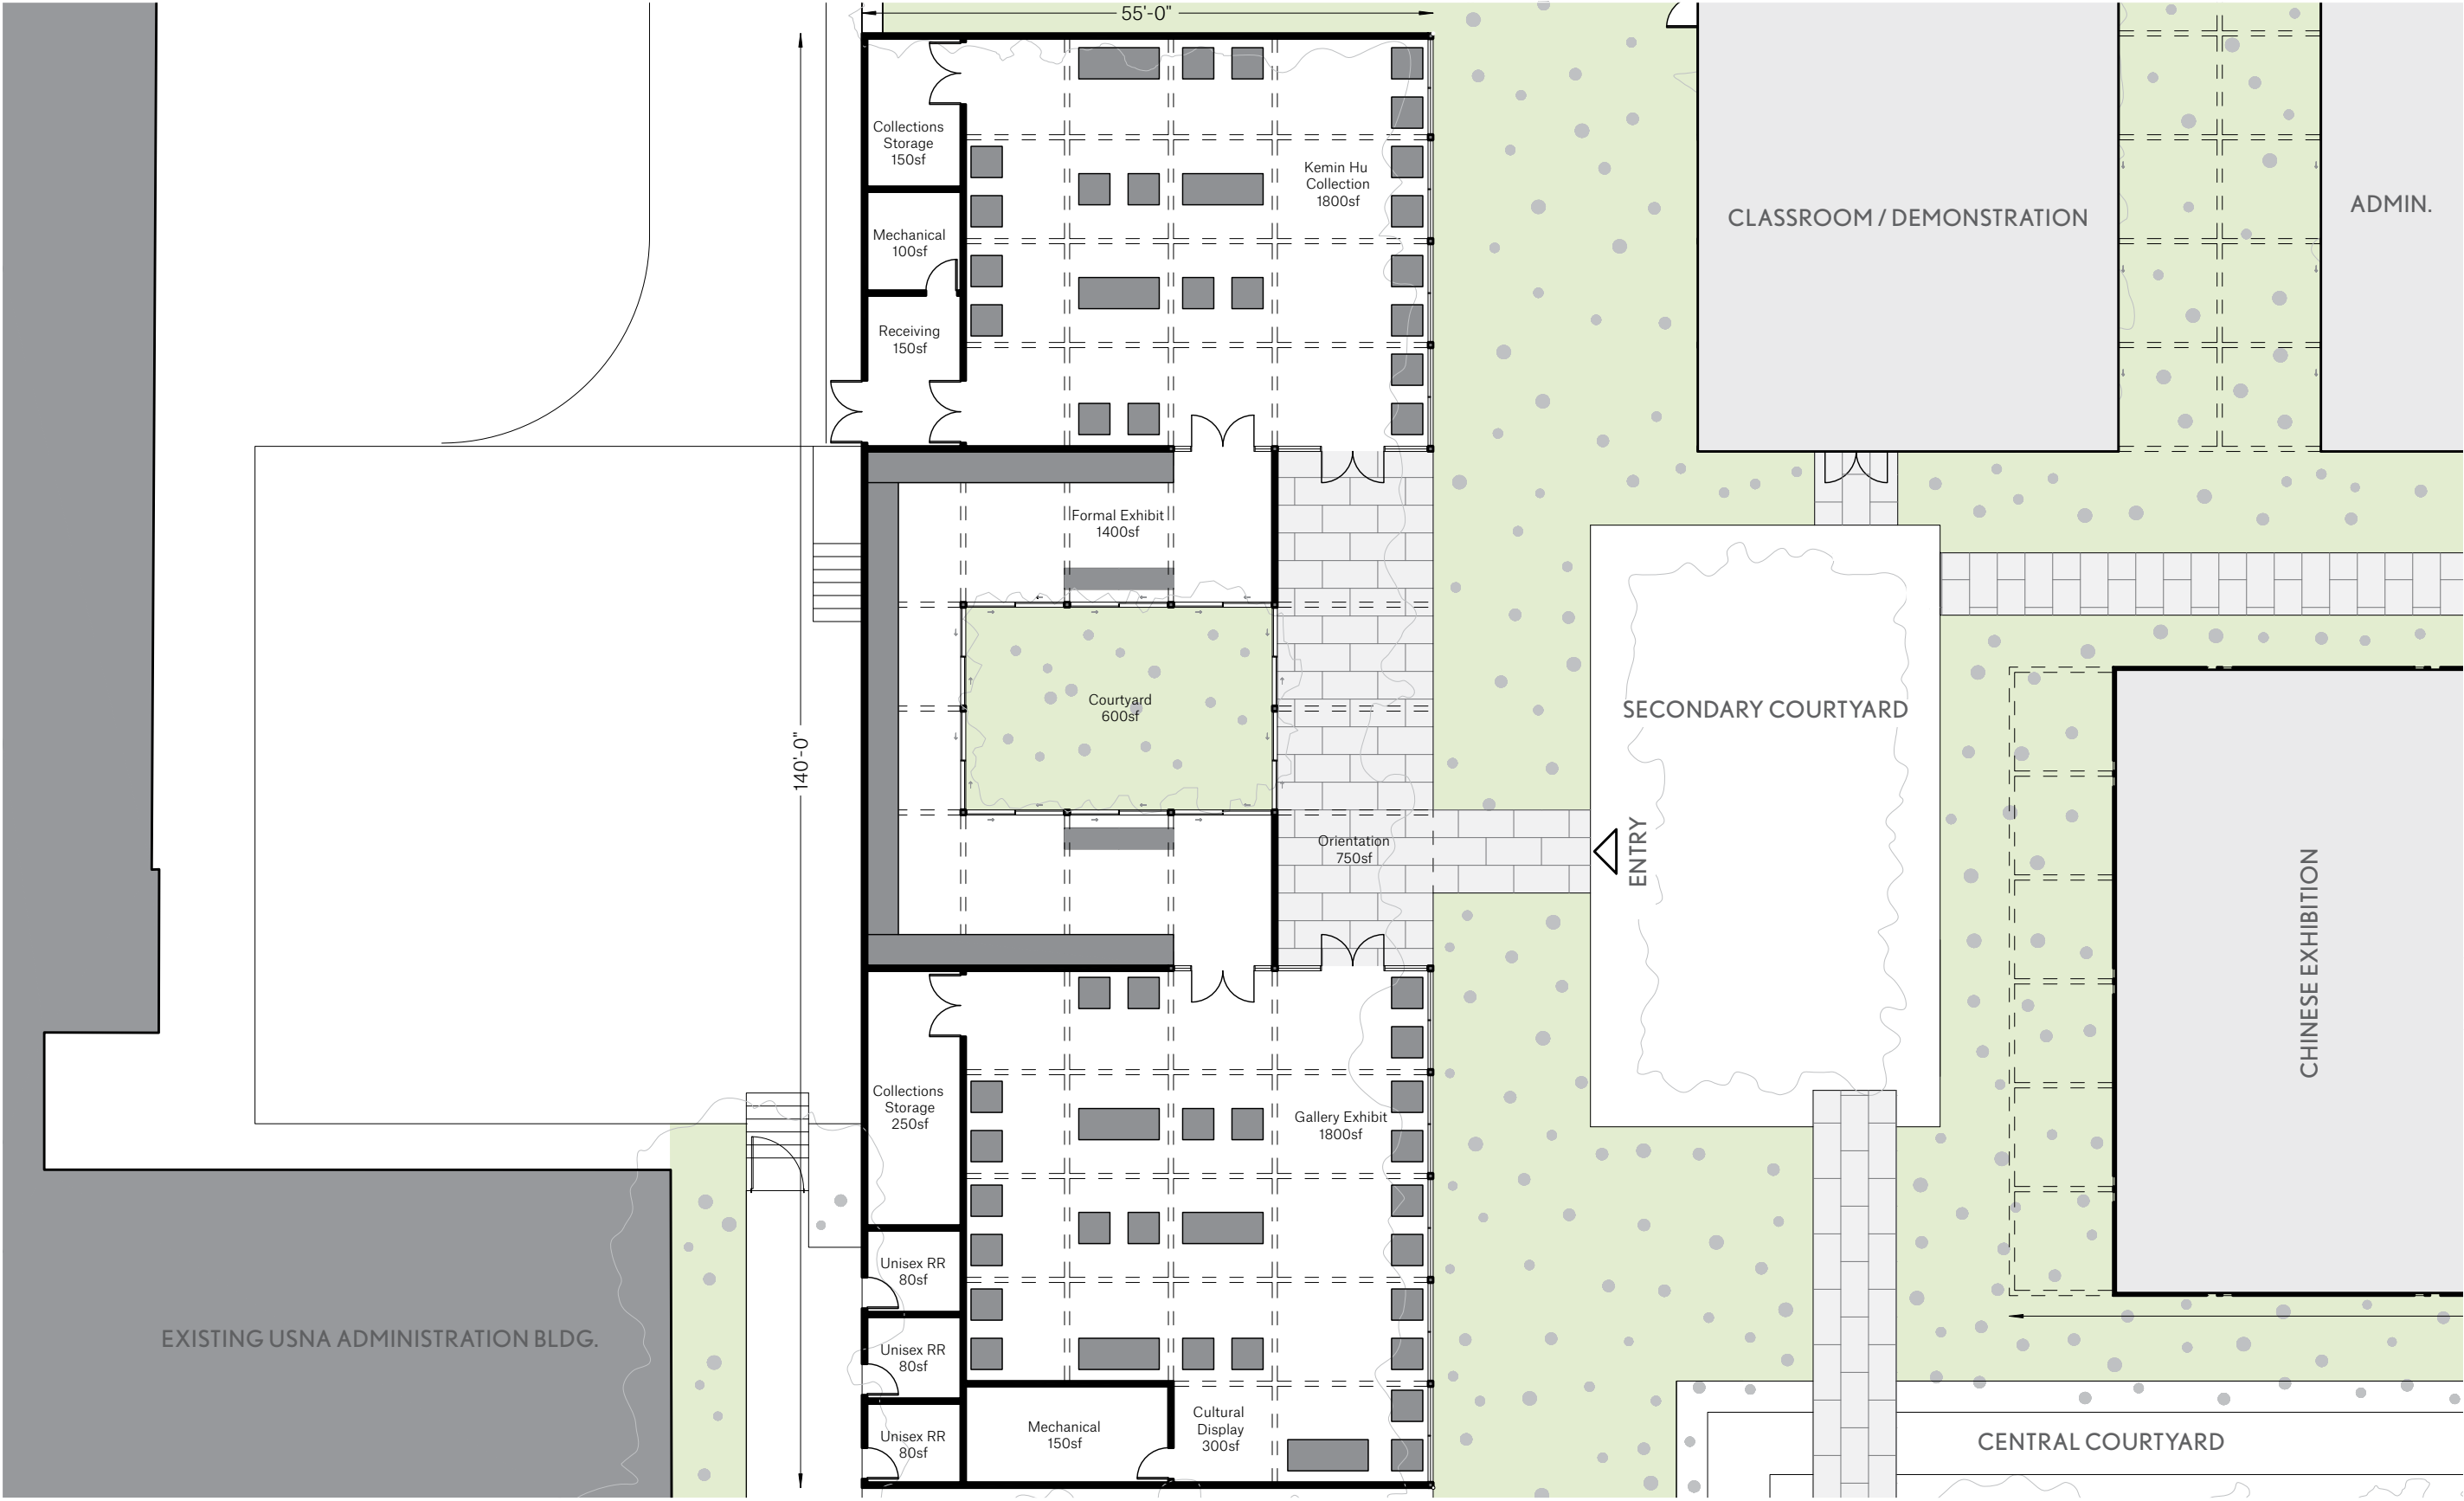 55'-0"
Collections
Storage
150sf
Kemin Hu
Collection
1800sf
CLASSROOM / DEMONSTRATION
ADMIN.
Mechanical
100sf
Receiving
150sf
Formal Exhibit
1400sf
Courtyard
600sf
SECONDARY COURTYARD
140'-0"
Orientation
750sf
ENTRY
CHINESE EXHIBITION
Collections
Storage
250sf
Gallery Exhibit
1800sf
Unisex RR
80sf
EXISTING USNA ADMINISTRATION BLDG.
Unisex RR
80sf
Unisex RR
80sf
Mechanical
150sf
Cultural
Display
300sf
CENTRAL COURTYARD